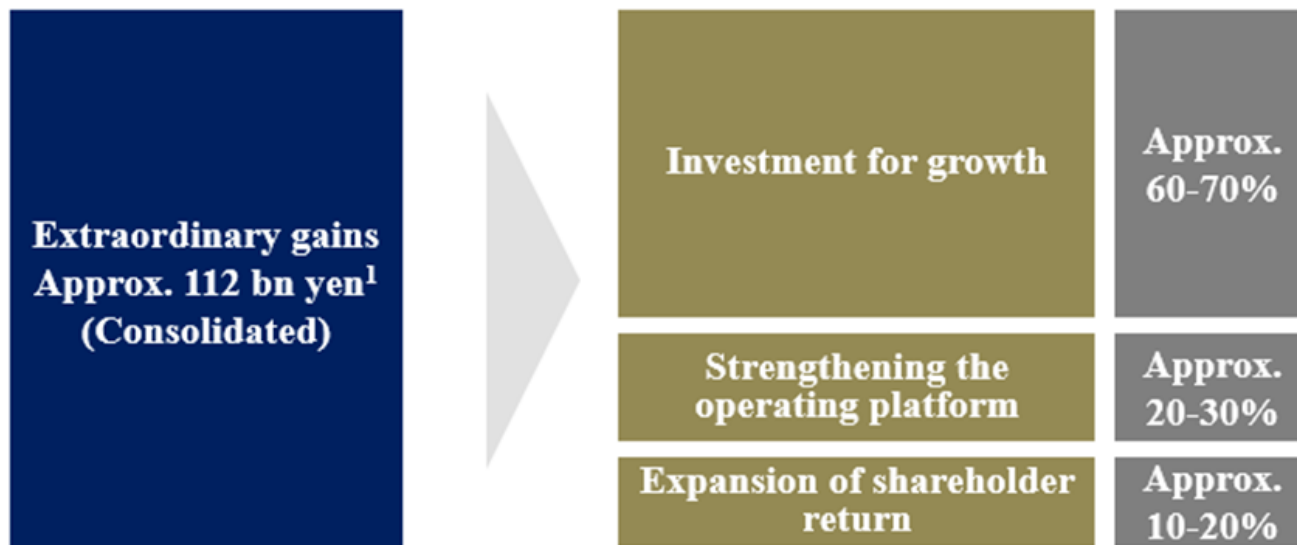 Extraordinary gains
Approx. 112 bn yen¹
(Consolidated)
Investment for growth
Approx.
60-70%
Strengthening the
operating platform
Approx.
20-30%
Expansion of shareholder
return
Approx.
10-20%